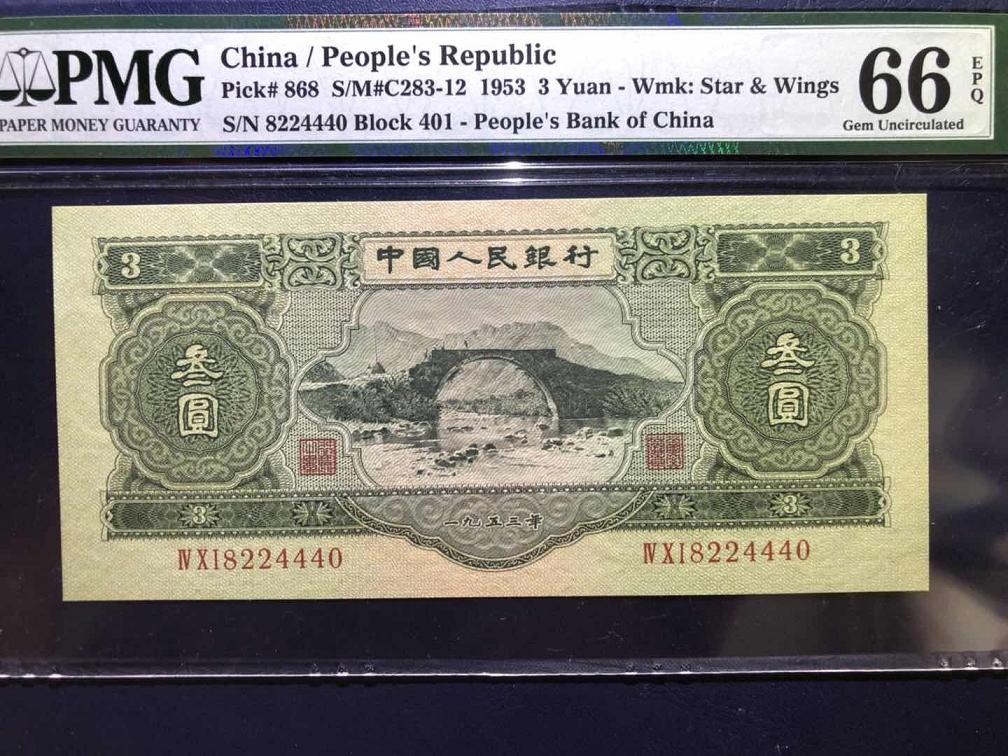 PMG
PAPER MONEY GUARANTY
China / People's Republic
Pick# 868 S/M#C283-12 1953 3 Yuan - Wmk: Star & Wings
S/N 8224440 Block 401 - People's Bank of China
66
EPQ
Gem Uncirculated
3 中國人民銀行 3
叁圓 叁圓
3 一九五三年 3
ⅣⅩⅠ8224440 ⅣⅩⅠ8224440